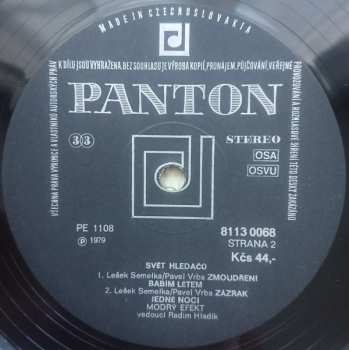 MADE IN CZECHOSLOVAKIA
VŠECHNA PRÁVA VÝROBCE A VLASTNÍKŮ AUTORSKÝCH PRÁV
K DÍLU JSOU VYHRAŽENA. BEZ SOUHLASU JE VÝROBA KOPIÍ, PRONÁJEM, PŮJČOVÁNÍ, VEŘEJNÉ
PROVOZOVÁNÍ A ROZHLASOVÉ ŠÍŘENÍ TÉTO DESKY ZAKÁZÁNO
PANTON
33
STEREO
OSA
OSVU
PE 1108
Ⓟ 1979
8113 0068
STRANA 2
Kčs 44,-
SVĚT HLEDAČŮ
1. Lešek Semelka/Pavel Vrba ZMOUDŘENÍ
BABÍM LÉTEM
2. Lešek Semelka/Pavel Vrba ZÁZRAK
JEDNÉ NOCI
MODRÝ EFEKT
vedoucí Radim Hladík